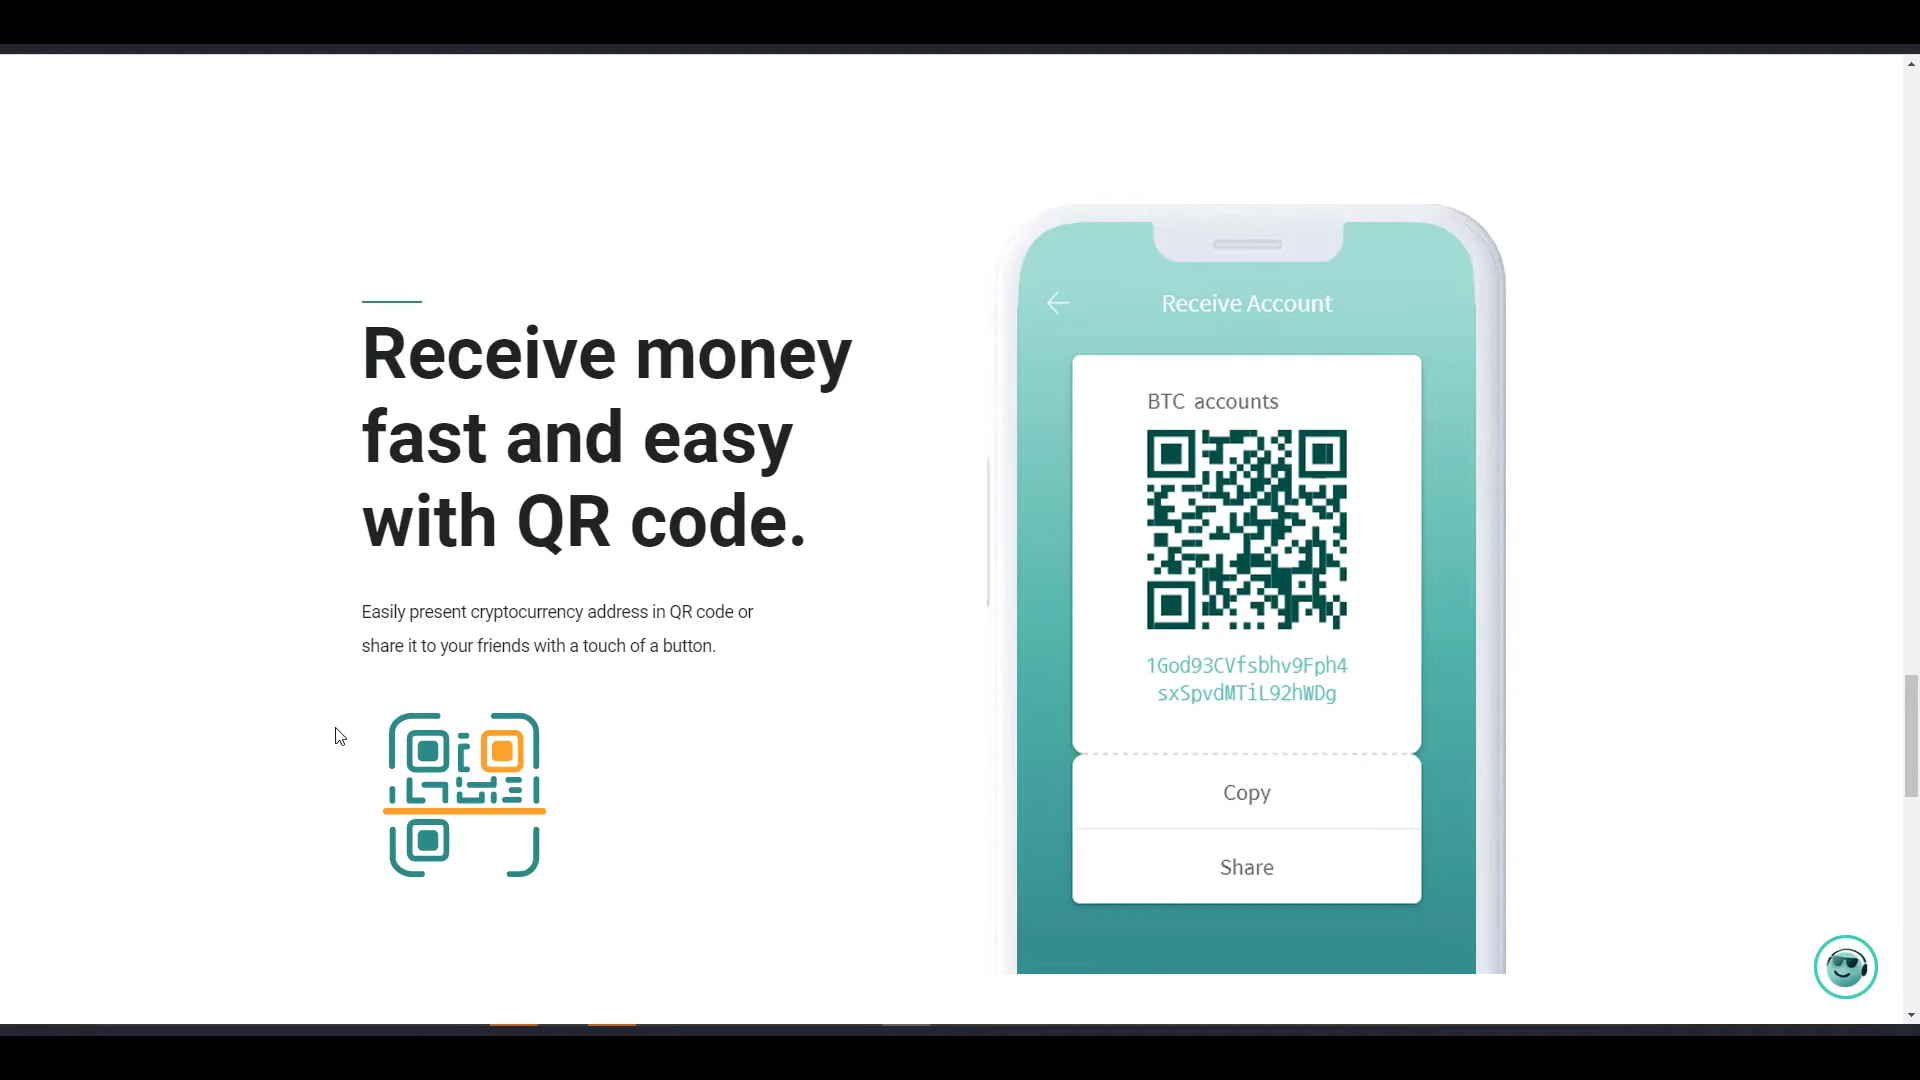 Receive money
fast and easy
with QR code.
Easily present cryptocurrency address in QR code or
share it to your friends with a touch of a button.
Receive Account
BTC accounts
1God93CVfsbhv9Fph4
sxSpvdMTiL92hWDg
Copy
Share